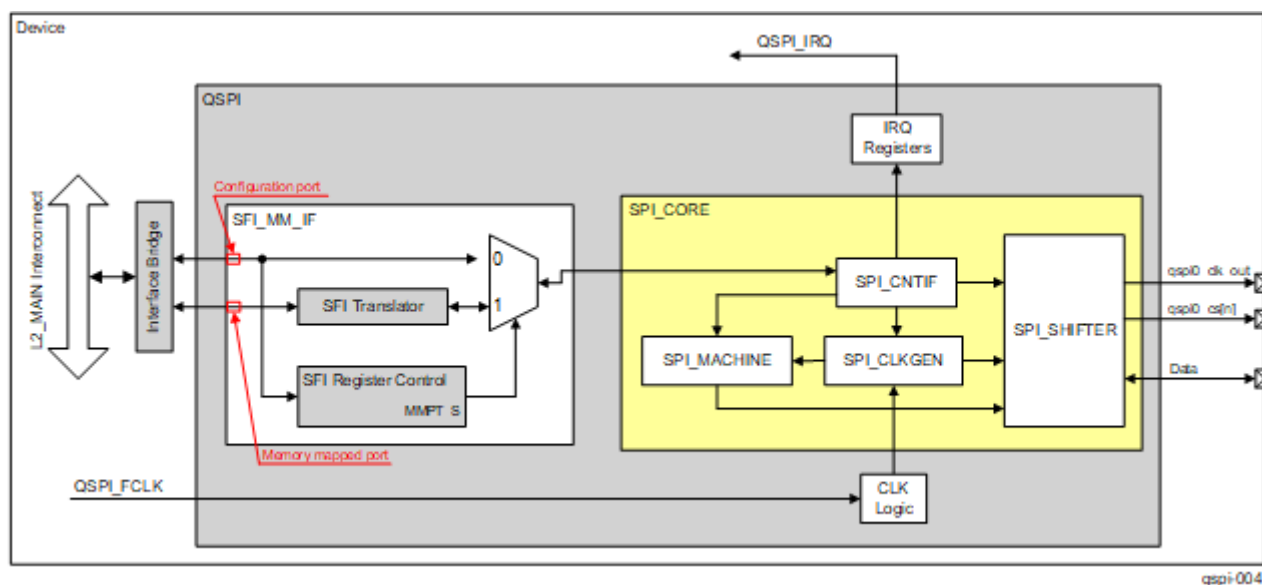 Device
QSPI_IRQ
QSPI
IRQ
Registers
Configuration port
SFI_MM_IF
SPI_CORE
L2_MAIN Interconnect
Interface Bridge
0
1
SFI Translator
SFI Register Control
MMPT_S
Memory mapped port
SPI_CNTIF
SPI_MACHINE
SPI_CLKGEN
SPI_SHIFTER
qspi0_clk_out
qspi0_cs[n]
Data
QSPI_FCLK
CLK
Logic
qspi-004